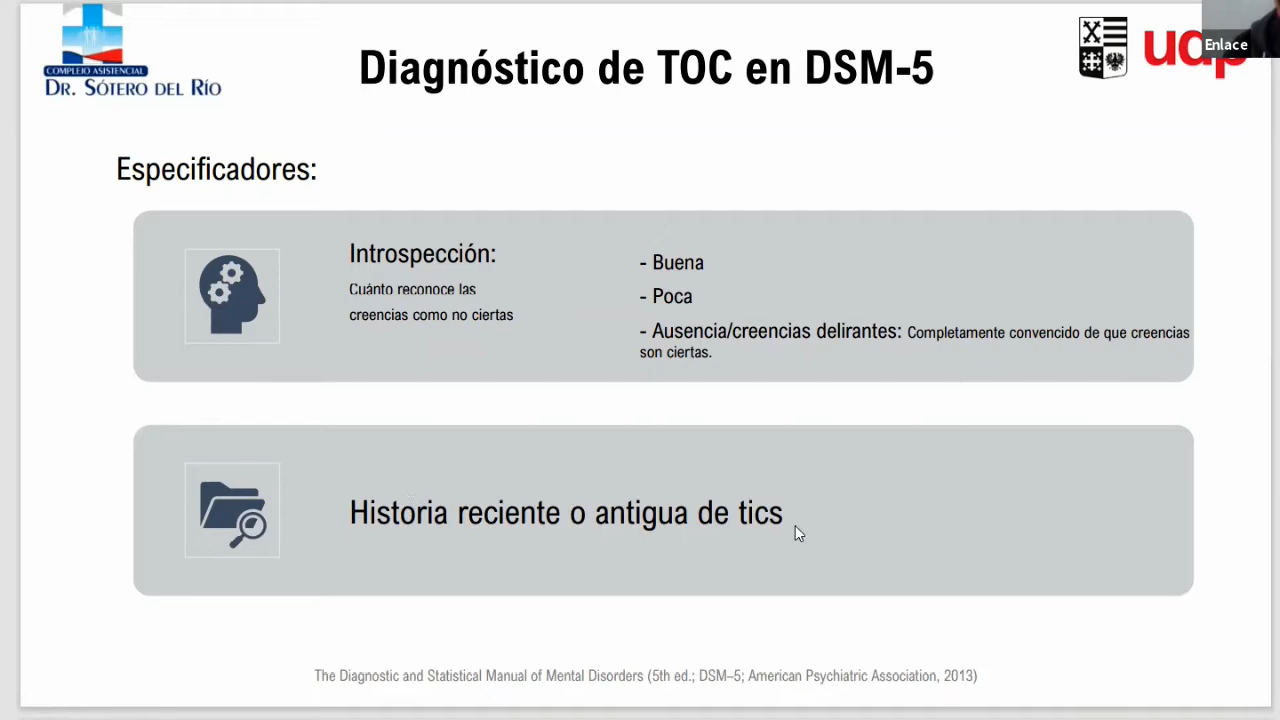 COMPLEJO ASISTENCIAL
DR. SÓTERO DEL RÍO
Diagnóstico de TOC en DSM-5
udp
Enlace
Especificadores:
Introspección:
Cuánto reconoce las
creencias como no ciertas
- Buena
- Poca
- Ausencia/creencias delirantes: Completamente convencido de que creencias
son ciertas.
Historia reciente o antigua de tics
The Diagnostic and Statistical Manual of Mental Disorders (5th ed.; DSM–5; American Psychiatric Association, 2013)